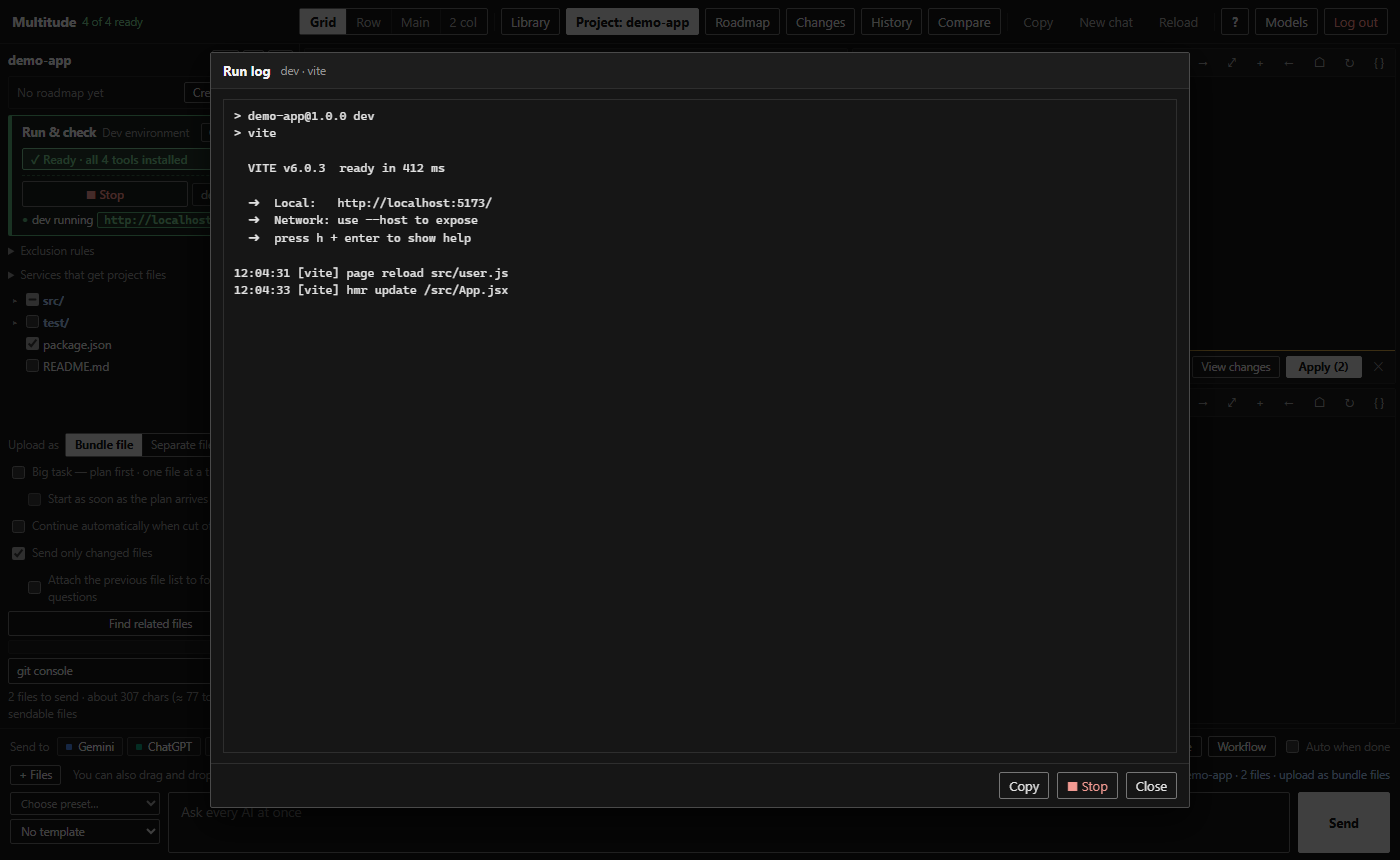 Multitude 4 of 4 ready
Grid Row Main 2 col Library Project: demo-app Roadmap Changes History Compare Copy New chat Reload ? Models Log out
demo-app
No roadmap yet
Run & check Dev environment
✓ Ready · all 4 tools installed
■ Stop
• dev running http://localhost
▸ Exclusion rules
▸ Services that get project files
▸ src/
▸ test/
package.json
README.md
Upload as Bundle file
Big task — plan first · one file at a
Start as soon as the plan arrives
Continue automatically when cut
Send only changed files
Attach the previous file list to
questions
Find related files
git console
2 files to send · about 307 chars (≈ 77
sendable files
Send to Gemini ChatGPT
+ Files You can also drag and drop
Choose preset...
No template
Run log dev · vite
> demo-app@1.0.0 dev
> vite
VITE v6.0.3 ready in 412 ms
➜ Local: http://localhost:5173/
➜ Network: use --host to expose
➜ press h + enter to show help
12:04:31 [vite] page reload src/user.js
12:04:33 [vite] hmr update /src/App.jsx
Copy ■ Stop Close
View changes Apply (2) ×
Workflow Auto when done
2 files · upload as bundle files
Ask every AI at once
Send